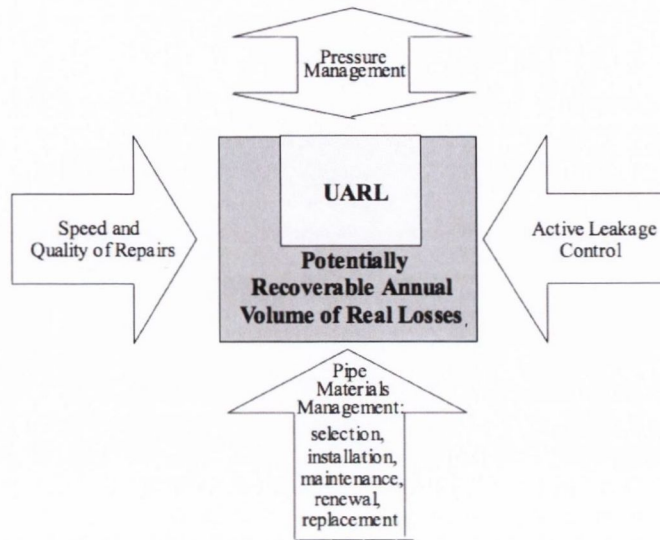 Pressure
Management
UARL
Speed and
Quality of Repairs
Active Leakage
Control
Potentially
Recoverable Annual
Volume of Real Losses
Pipe
Materials
Management:
selection,
installation,
maintenance,
renewal,
replacement